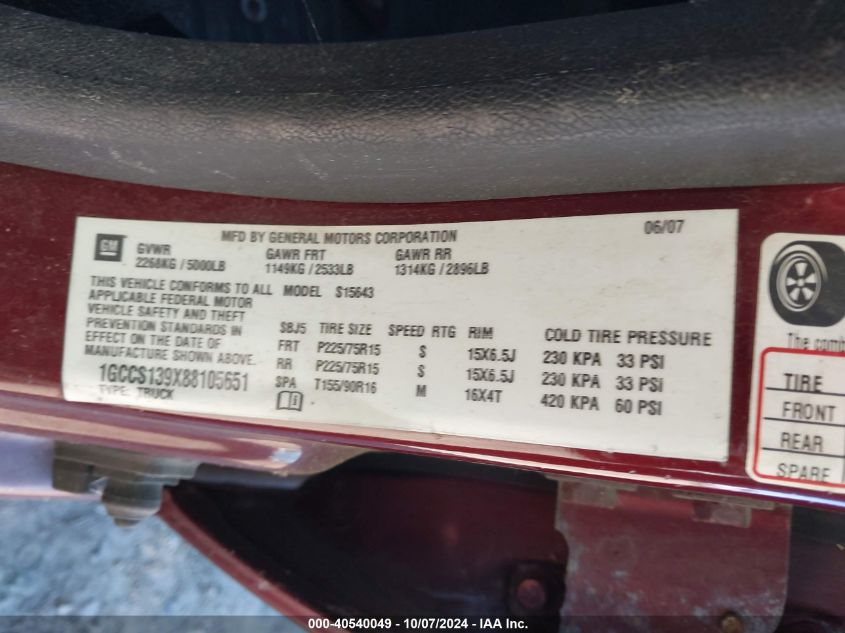 MFD BY GENERAL MOTORS CORPORATION 06/07
GM
GVWR GAWR FRT GAWR RR
2268KG / 5000LB 1149KG / 2533LB 1314KG / 2896LB
THIS VEHICLE CONFORMS TO ALL MODEL S15643
APPLICABLE FEDERAL MOTOR
VEHICLE SAFETY AND THEFT
PREVENTION STANDARDS IN
EFFECT ON THE DATE OF
MANUFACTURE SHOWN ABOVE.
1GCCS139X88105651
TYPE: TRUCK
SBJ5 TIRE SIZE SPEED RTG RIM COLD TIRE PRESSURE
FRT P225/75R15 S 15X6.5J 230 KPA 33 PSI
RR P225/75R15 S 15X6.5J 230 KPA 33 PSI
SPA T155/90R16 M 16X4T 420 KPA 60 PSI
The comb
TIRE
FRONT
REAR
SPARE
000-40540049 - 10/07/2024 - IAA Inc.